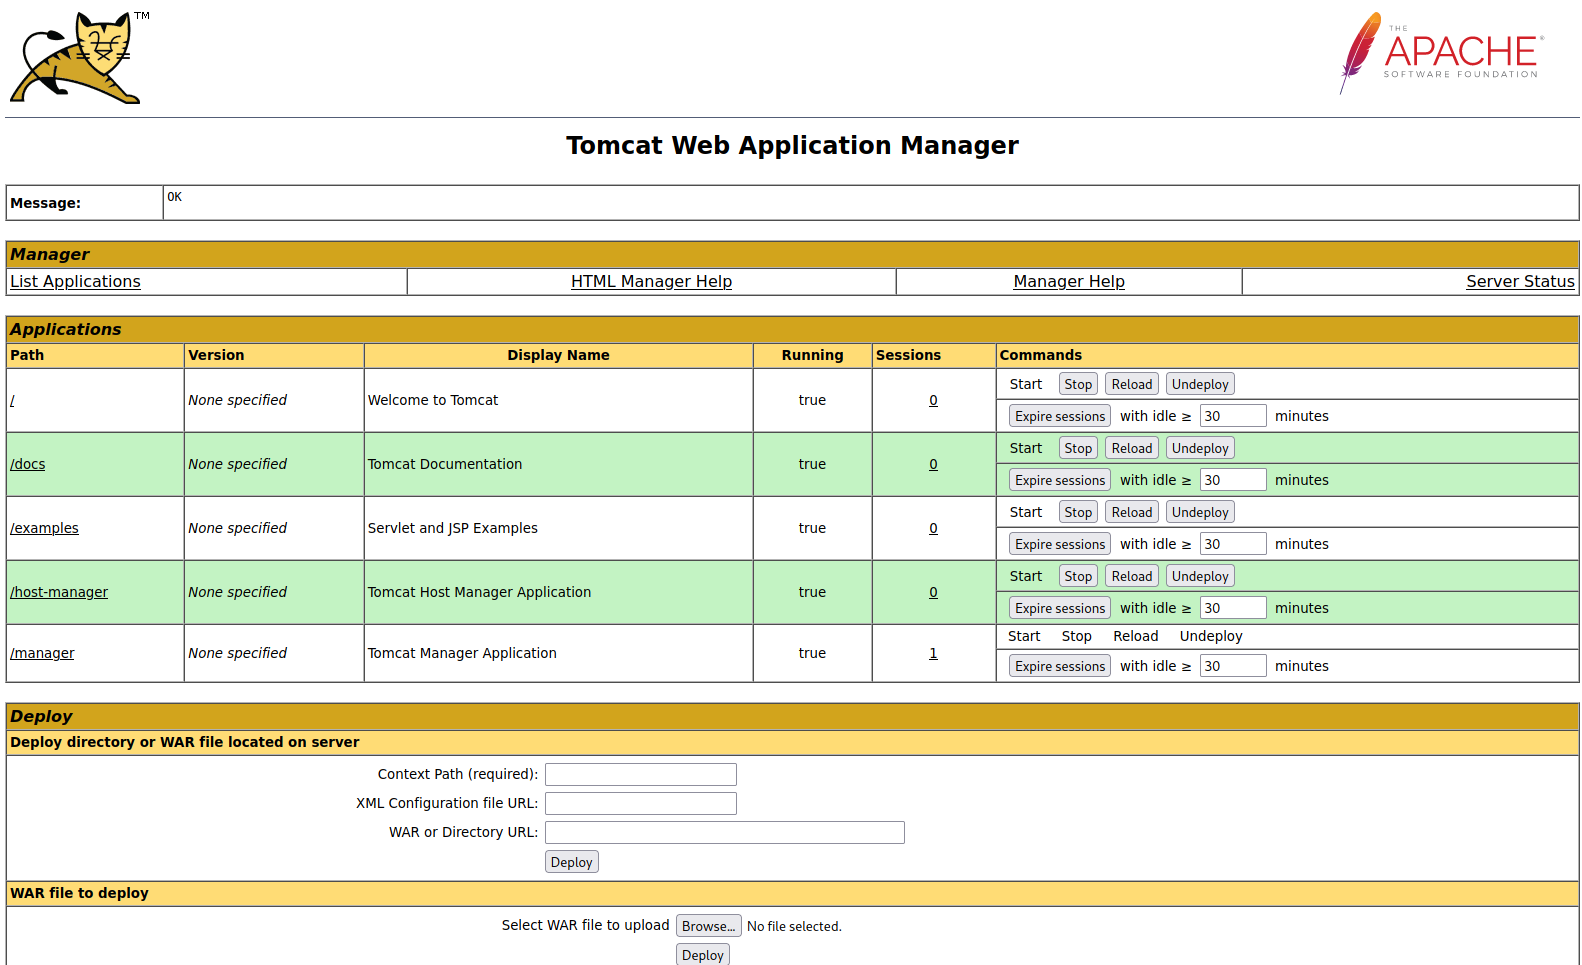 TM
THE
APACHE®
SOFTWARE FOUNDATION
Tomcat Web Application Manager
Message: OK
Manager
List Applications HTML Manager Help Manager Help Server Status
Applications
Path Version Display Name Running Sessions Commands
/ None specified Welcome to Tomcat true 0 Start Stop Reload Undeploy
Expire sessions with idle ≥ 30 minutes
/docs None specified Tomcat Documentation true 0 Start Stop Reload Undeploy
Expire sessions with idle ≥ 30 minutes
/examples None specified Servlet and JSP Examples true 0 Start Stop Reload Undeploy
Expire sessions with idle ≥ 30 minutes
/host-manager None specified Tomcat Host Manager Application true 0 Start Stop Reload Undeploy
Expire sessions with idle ≥ 30 minutes
/manager None specified Tomcat Manager Application true 1 Start Stop Reload Undeploy
Expire sessions with idle ≥ 30 minutes
Deploy
Deploy directory or WAR file located on server
Context Path (required):
XML Configuration file URL:
WAR or Directory URL:
Deploy
WAR file to deploy
Select WAR file to upload Browse... No file selected.
Deploy